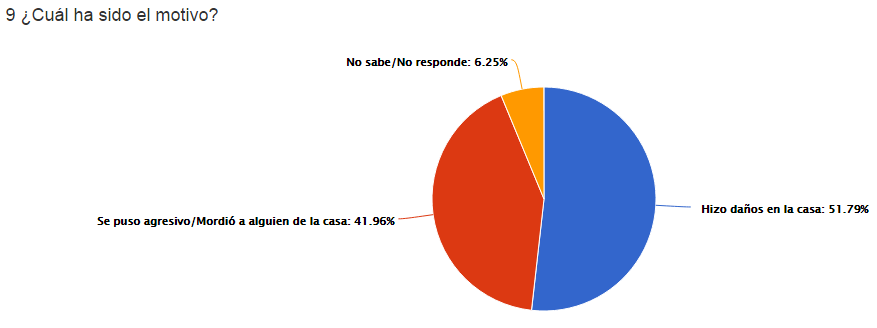 9 ¿Cuál ha sido el motivo?
No sabe/No responde: 6.25%
Se puso agresivo/Mordió a alguien de la casa: 41.96%
Hizo daños en la casa: 51.79%